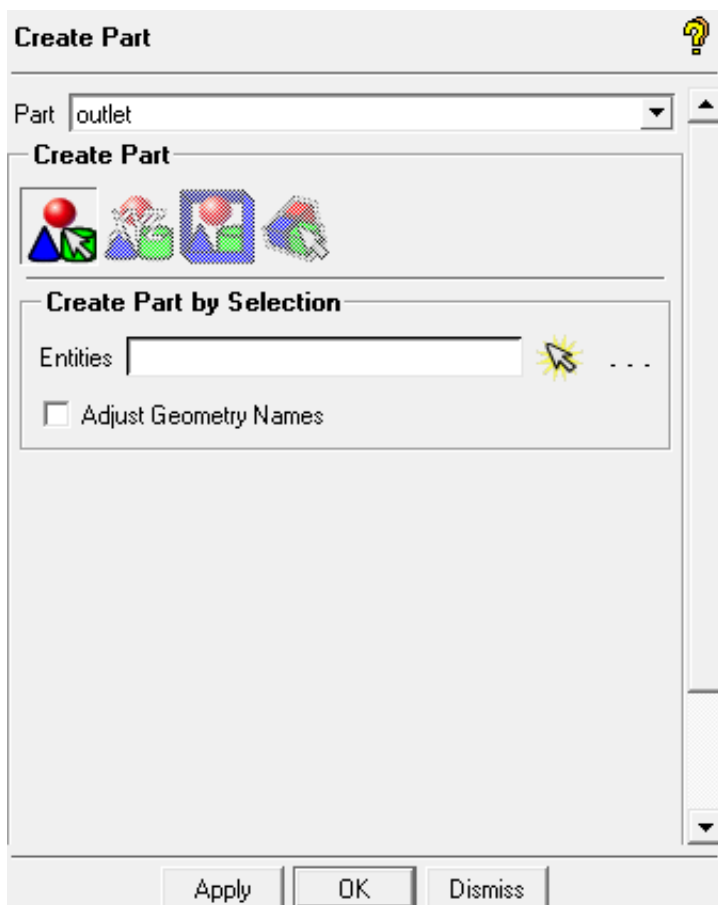 Create Part
Part outlet
Create Part
Create Part by Selection
Entities
. . .
Adjust Geometry Names
Apply OK Dismiss